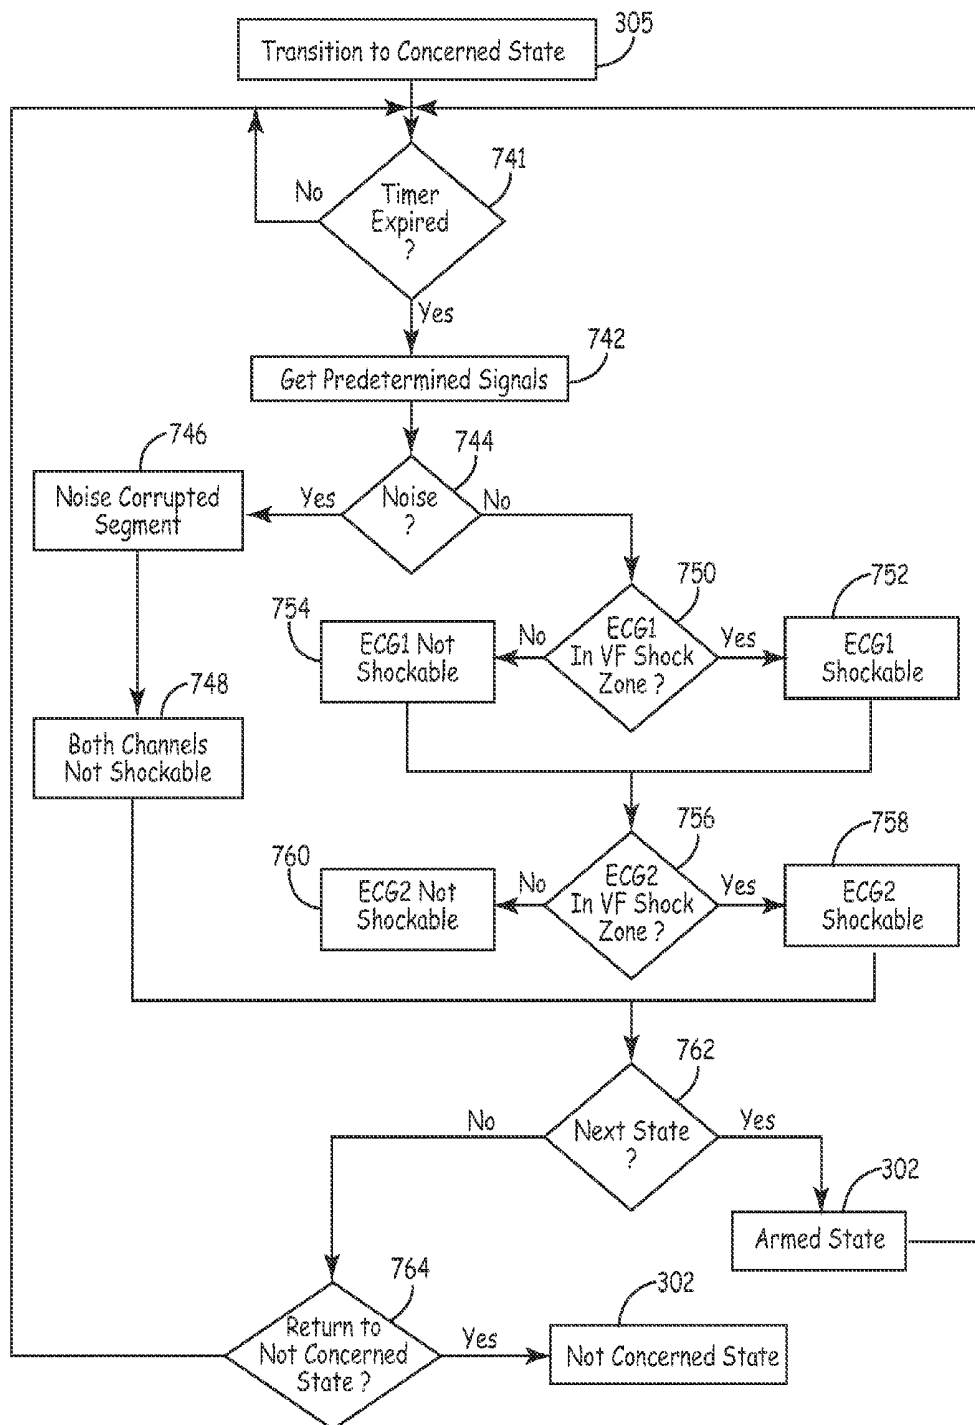 305
Transition to Concerned State
741
No
Timer
Expired
?
Yes
742
Get Predetermined Signals
746
744
Noise Corrupted
Segment
Yes
Noise
?
No
750
752
754
ECG1 Not
Shockable
No
ECG1
In VF Shock
Zone ?
Yes
ECG1
Shockable
748
Both Channels
Not Shockable
756
758
760
ECG2 Not
Shockable
No
ECG2
In VF Shock
Zone ?
Yes
ECG2
Shockable
762
No
Next State
?
Yes
302
Armed State
764
302
Return to
Not Concerned
State ?
Yes
Not Concerned State